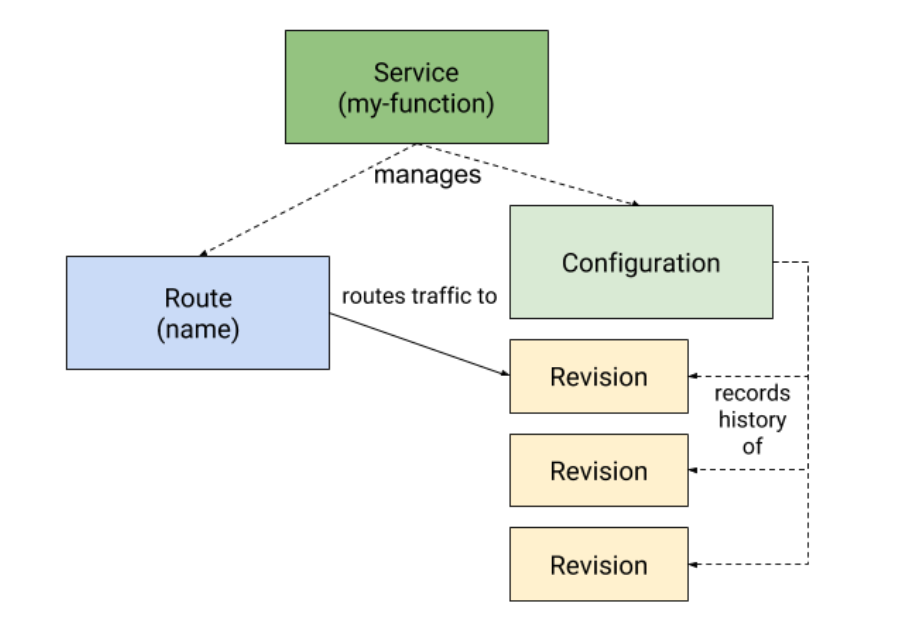 Service
(my-function)
manages
Configuration
Route
(name)
routes traffic to
Revision
records
history
of
Revision
Revision